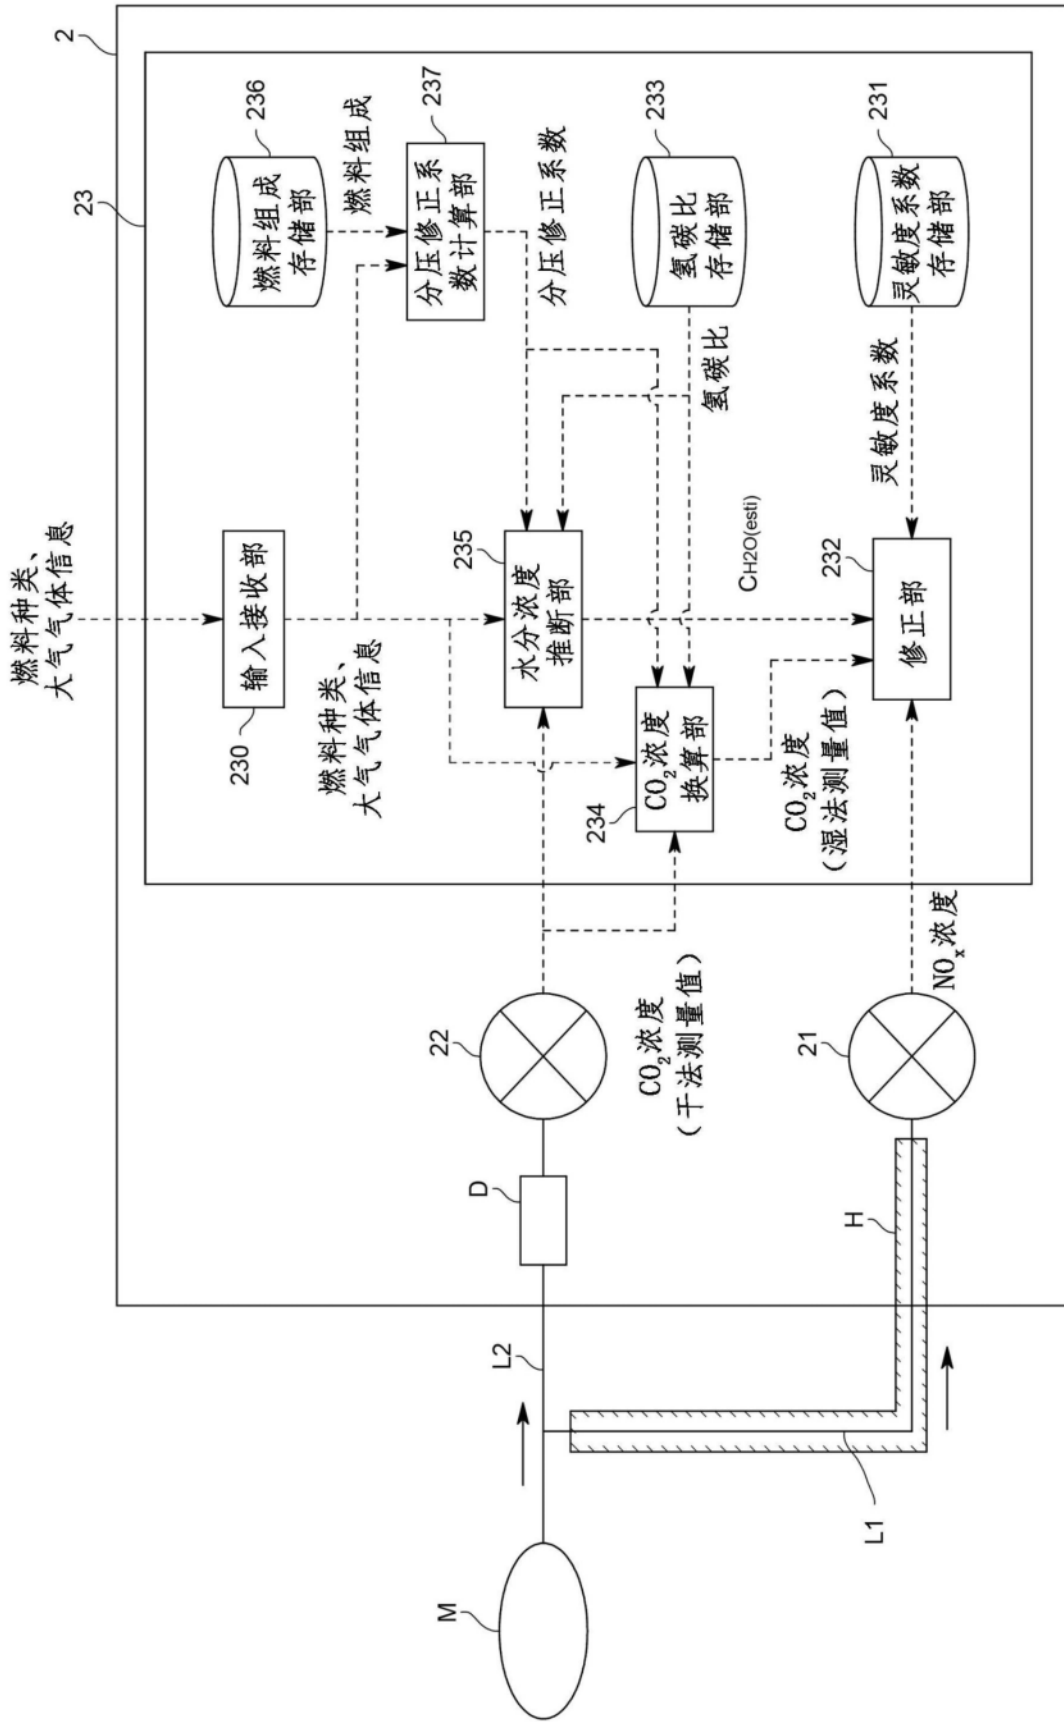 燃料种类、
大气气体信息
2
23
236
燃料组成
存储部
燃料组成
237
分压修正系
数计算部
分压修正系数
233
氢碳比
存储部
氢碳比
231
灵敏度系数
存储部
灵敏度系数
输入接收部
230
燃料种类、
大气气体信息
235
水分浓度
推断部
CH2O(esti)
CO₂浓度
换算部
234
232
修正部
CO₂浓度
(湿法测量值)
22
CO₂浓度
(干法测量值)
21
NOₓ浓度
D
H
L2
L1
M